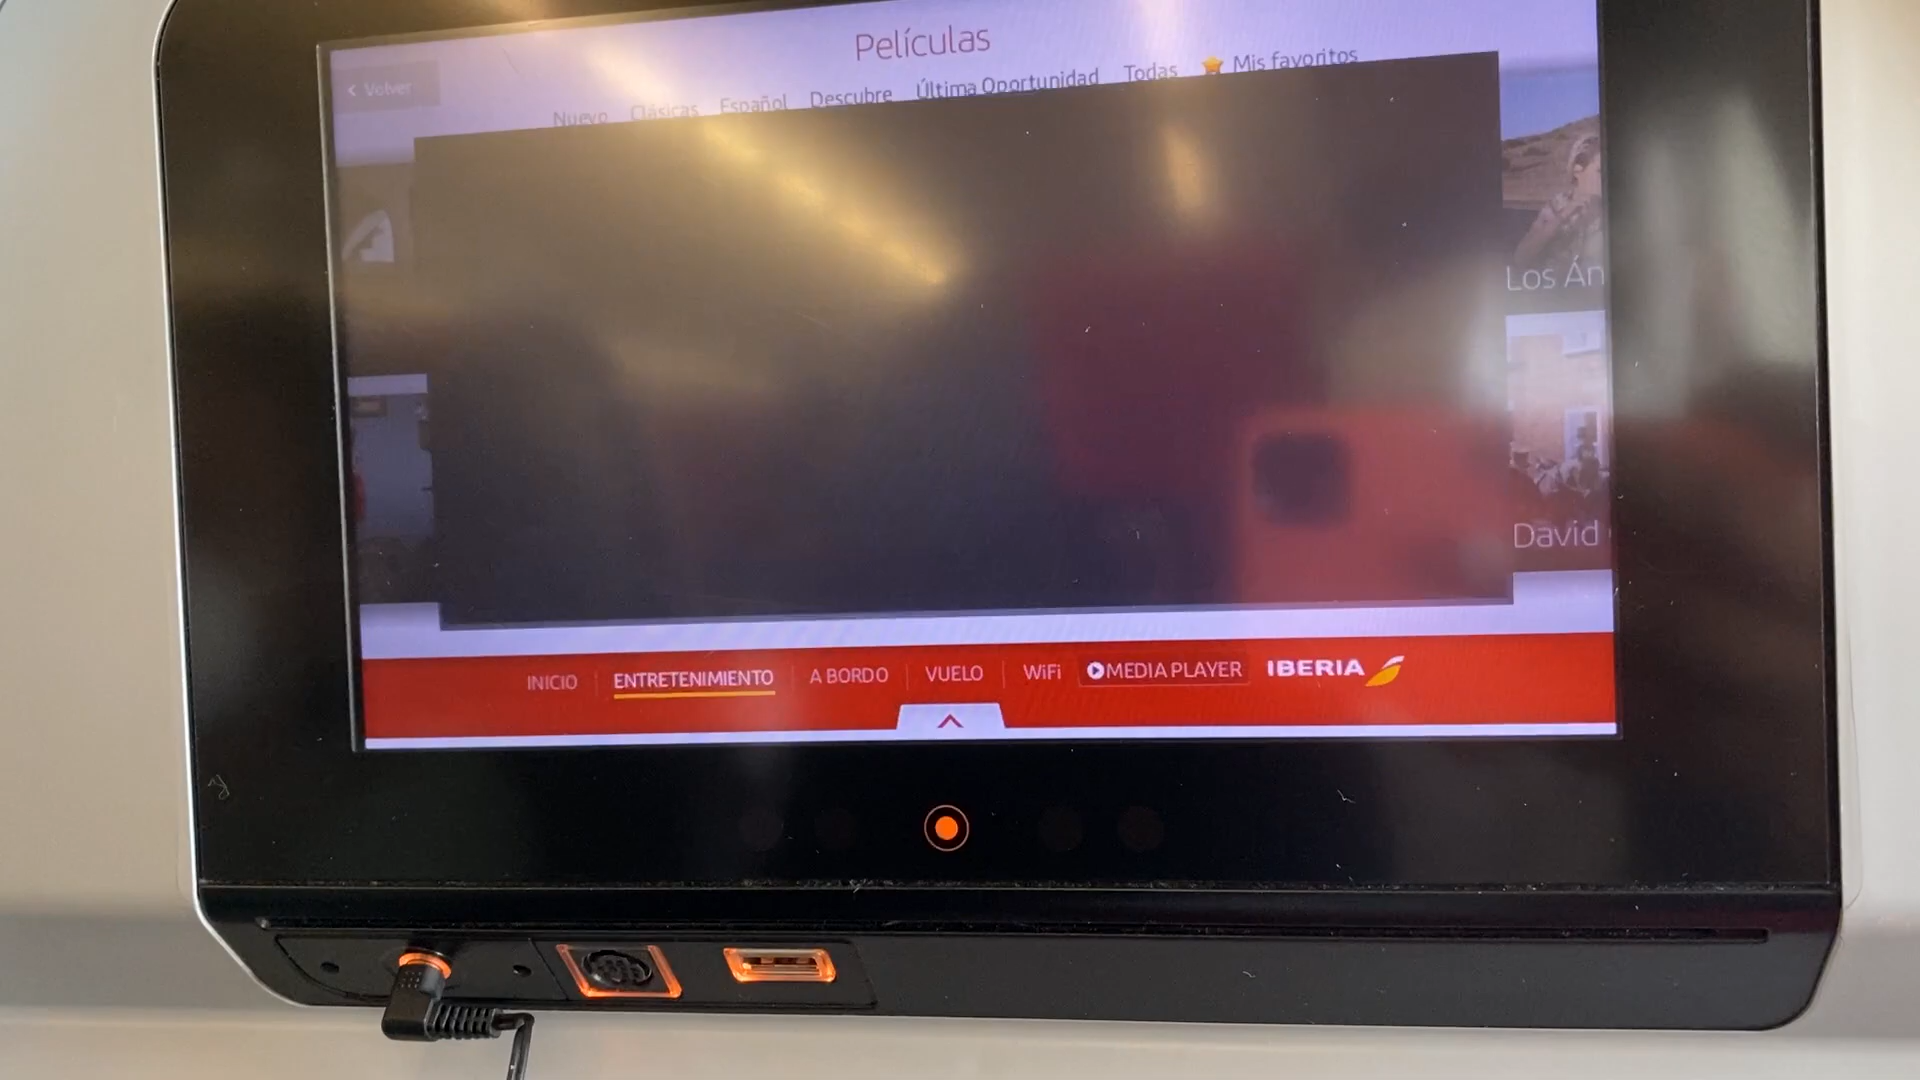 Películas
< Volver
Nuevo Clásicas Español Descubre Última Oportunidad Todas Mis favoritos
Los Án
David
INICIO ENTRETENIMIENTO A BORDO VUELO WiFi MEDIA PLAYER IBERIA